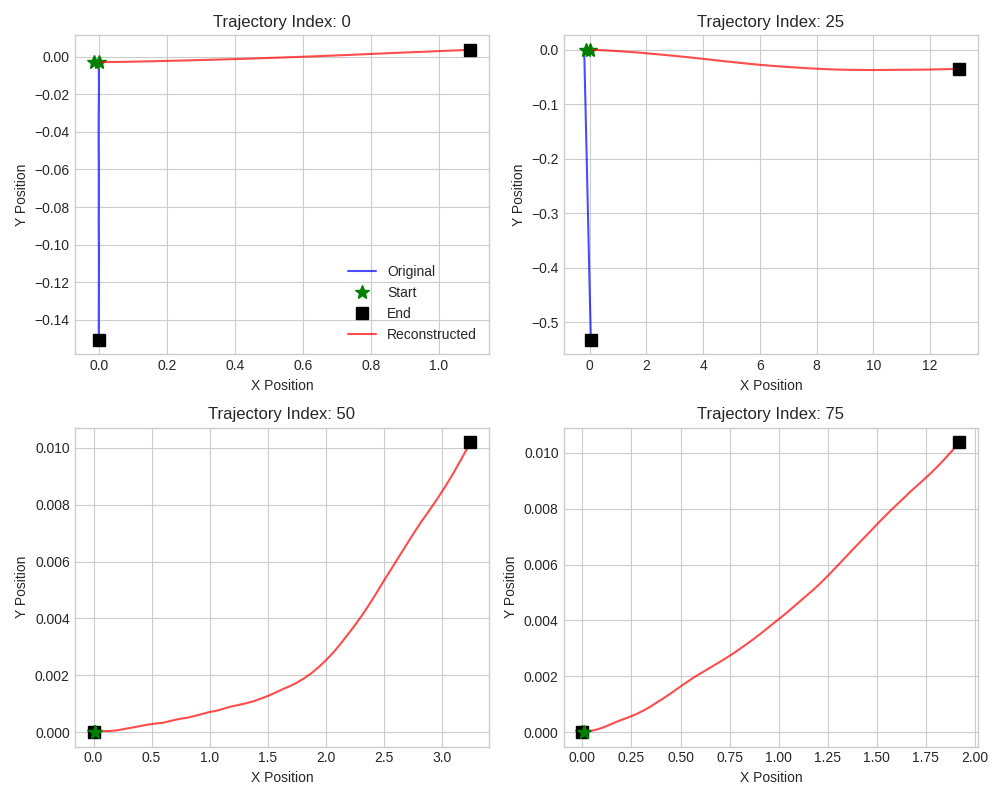 Trajectory Index: 0
0.00
−0.02
−0.04
−0.06
−0.08
−0.10
−0.12
−0.14
Y Position
0.0 0.2 0.4 0.6 0.8 1.0
X Position
Original
Start
End
Reconstructed
Trajectory Index: 25
0.0
−0.1
−0.2
−0.3
−0.4
−0.5
Y Position
0 2 4 6 8 10 12
X Position
Trajectory Index: 50
0.010
0.008
0.006
0.004
0.002
0.000
Y Position
0.0 0.5 1.0 1.5 2.0 2.5 3.0
X Position
Trajectory Index: 75
0.010
0.008
0.006
0.004
0.002
0.000
Y Position
0.00 0.25 0.50 0.75 1.00 1.25 1.50 1.75 2.00
X Position